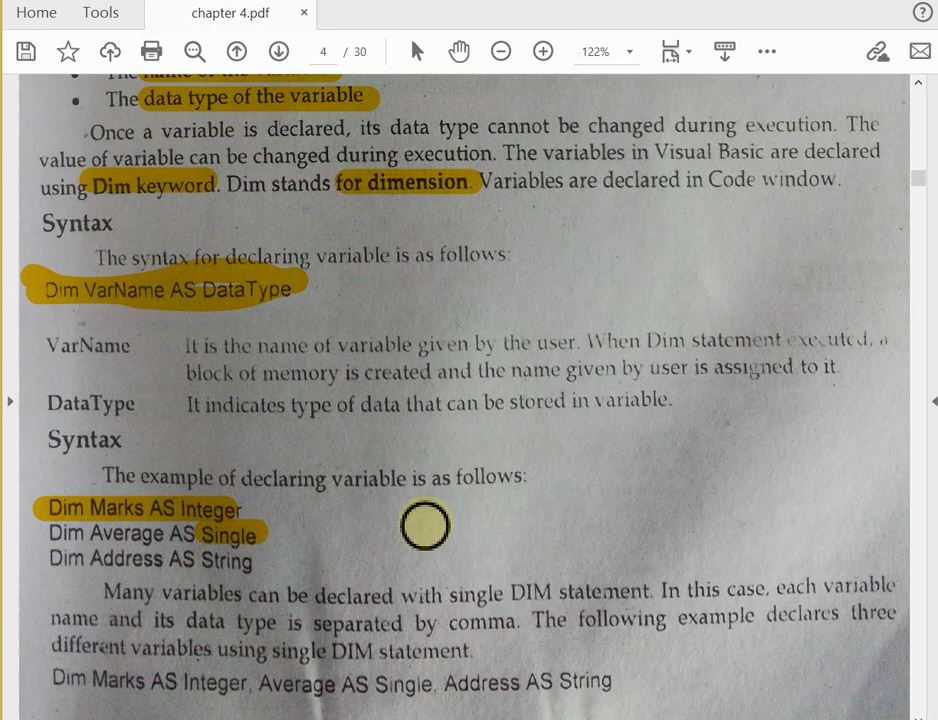 Home Tools chapter 4.pdf ×
4 / 30 122%
The name of the variable
• The data type of the variable
Once a variable is declared, its data type cannot be changed during execution. The
value of variable can be changed during execution. The variables in Visual Basic are declared
using Dim keyword. Dim stands for dimension. Variables are declared in Code window.
Syntax
The syntax for declaring variable is as follows:
Dim VarName AS DataType
VarName It is the name of variable given by the user. When Dim statement executed, a
block of memory is created and the name given by user is assigned to it
DataType It indicates type of data that can be stored in variable.
Syntax
The example of declaring variable is as follows:
Dim Marks AS Integer
Dim Average AS Single
Dim Address AS String
Many variables can be declared with single DIM statement. In this case, each variable
name and its data type is separated by comma. The following example declares three
different variables using single DIM statement.
Dim Marks AS Integer, Average AS Single, Address AS String